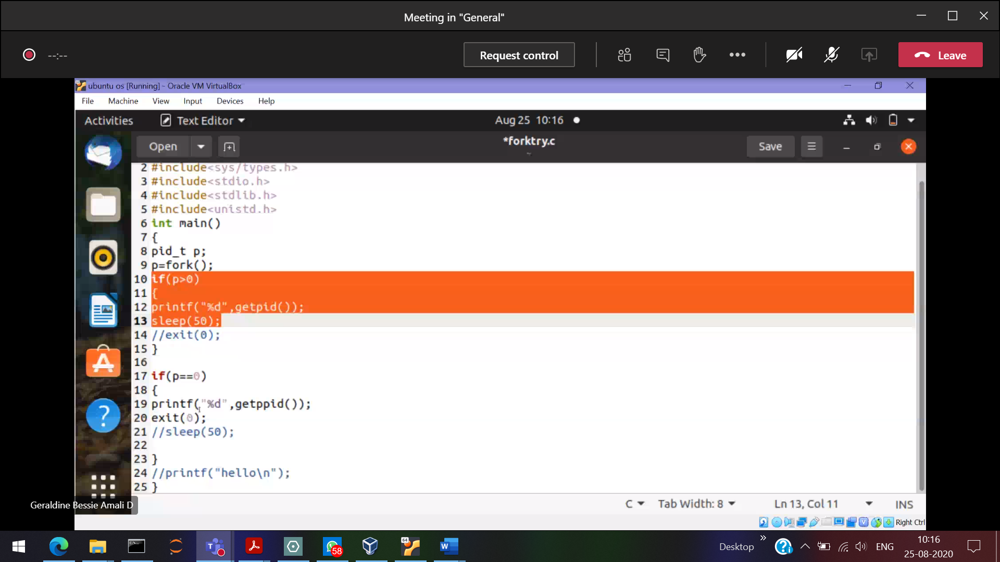 Meeting in "General"
--:--
Request control
Leave
ubuntu os [Running] - Oracle VM VirtualBox
File Machine View Input Devices Help
Activities Text Editor Aug 25 10:16
Open *forktry.c Save
2 #include<sys/types.h>
3 #include<stdio.h>
4 #include<stdlib.h>
5 #include<unistd.h>
6 int main()
7 {
8 pid_t p;
9 p=fork();
10 if(p>0)
11 {
12 printf("%d",getpid());
13 sleep(50);
14 //exit(0);
15 }
16
17 if(p==0)
18 {
19 printf("%d",getppid());
20 exit(0);
21 //sleep(50);
22
23 }
24 //printf("hello\n");
25 }
Geraldine Bessie Amali D
C Tab Width: 8 Ln 13, Col 11 INS
Right Ctrl
58
64
Desktop
ENG
10:16
25-08-2020